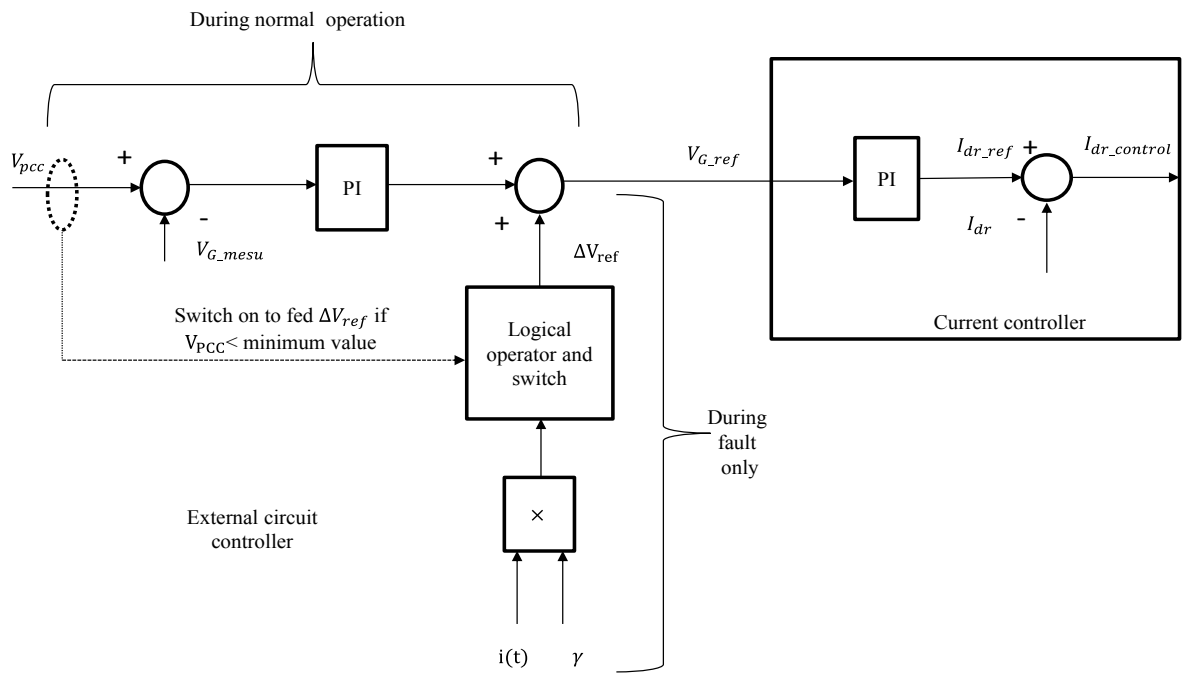 During normal operation
V_pcc
+
-
V_G_mesu
PI
+
+
ΔV_ref
V_G_ref
PI
I_dr_ref
+
-
I_dr
I_dr_control
Current controller
Switch on to fed ΔV_ref if
V_PCC< minimum value
Logical
operator and
switch
During
fault
only
External circuit
controller
×
i(t)
γ